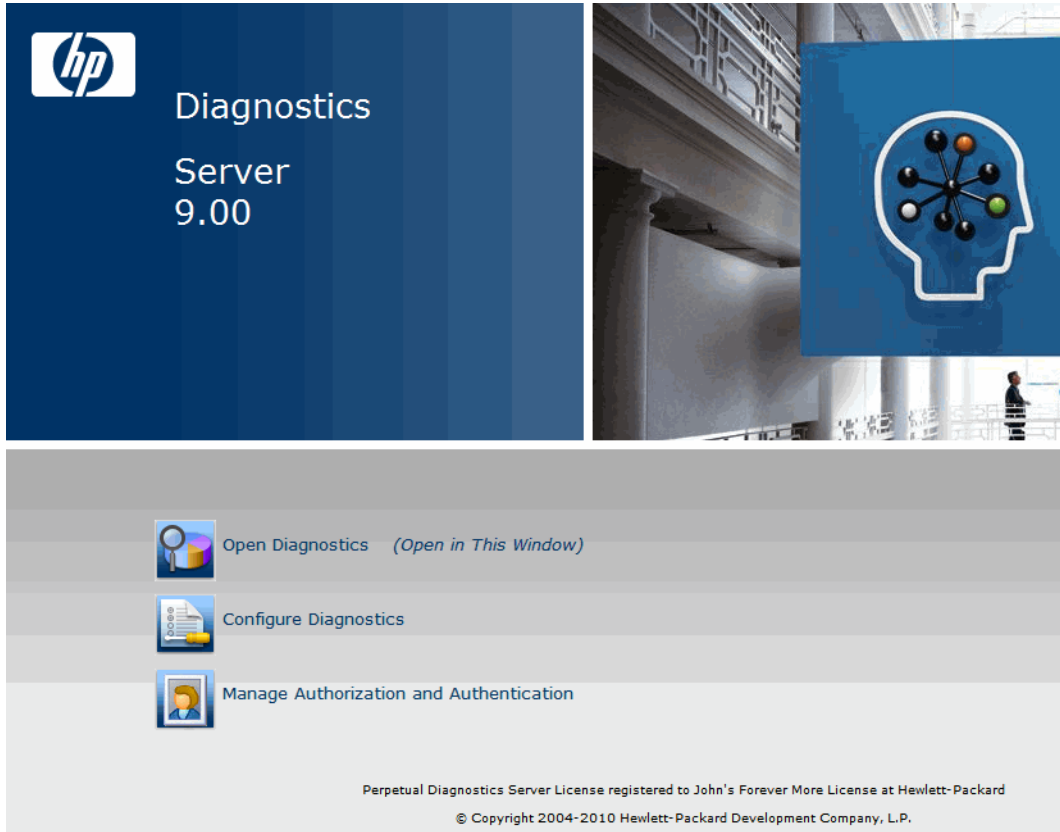 hp
Diagnostics
Server
9.00
Open Diagnostics (Open in This Window)
Configure Diagnostics
Manage Authorization and Authentication
Perpetual Diagnostics Server License registered to John's Forever More License at Hewlett-Packard
© Copyright 2004-2010 Hewlett-Packard Development Company, L.P.